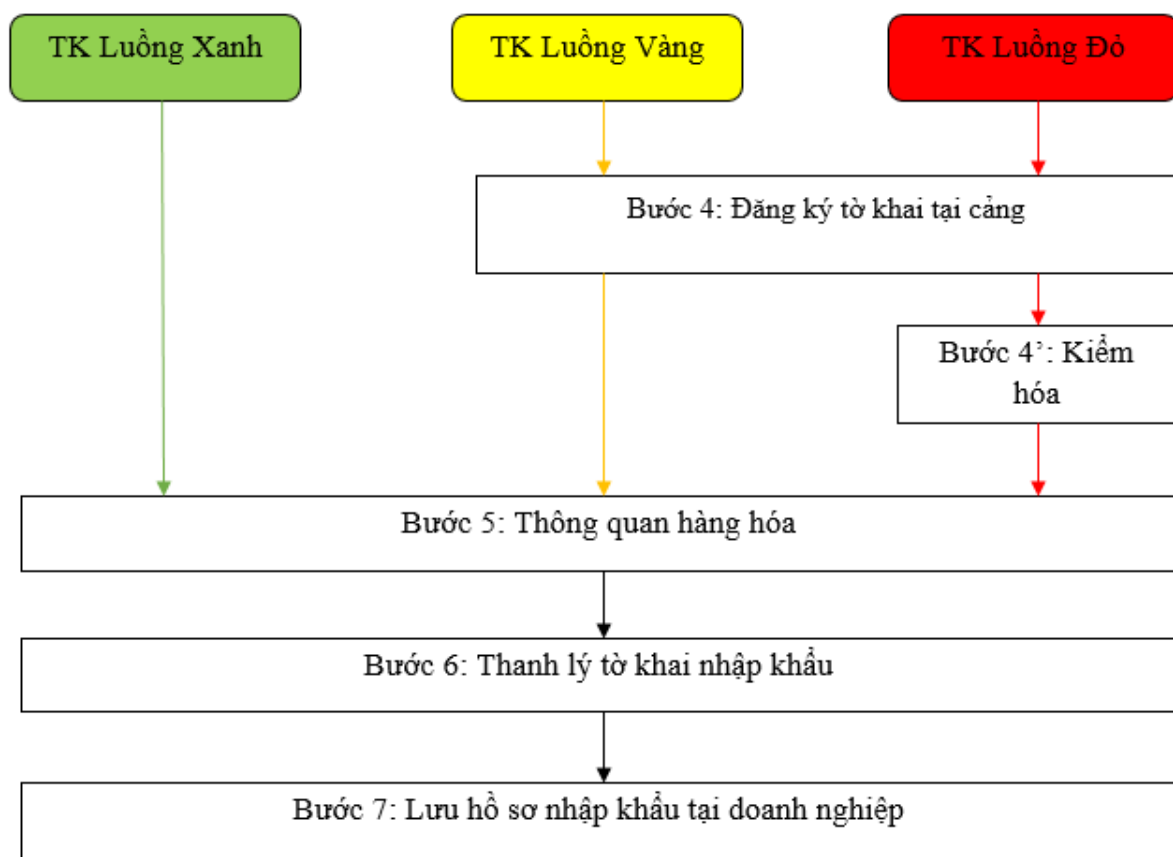 TK Luồng Xanh
TK Luồng Vàng
TK Luồng Đỏ
Bước 4: Đăng ký tờ khai tại cảng
Bước 4’: Kiểm
hóa
Bước 5: Thông quan hàng hóa
Bước 6: Thanh lý tờ khai nhập khẩu
Bước 7: Lưu hồ sơ nhập khẩu tại doanh nghiệp